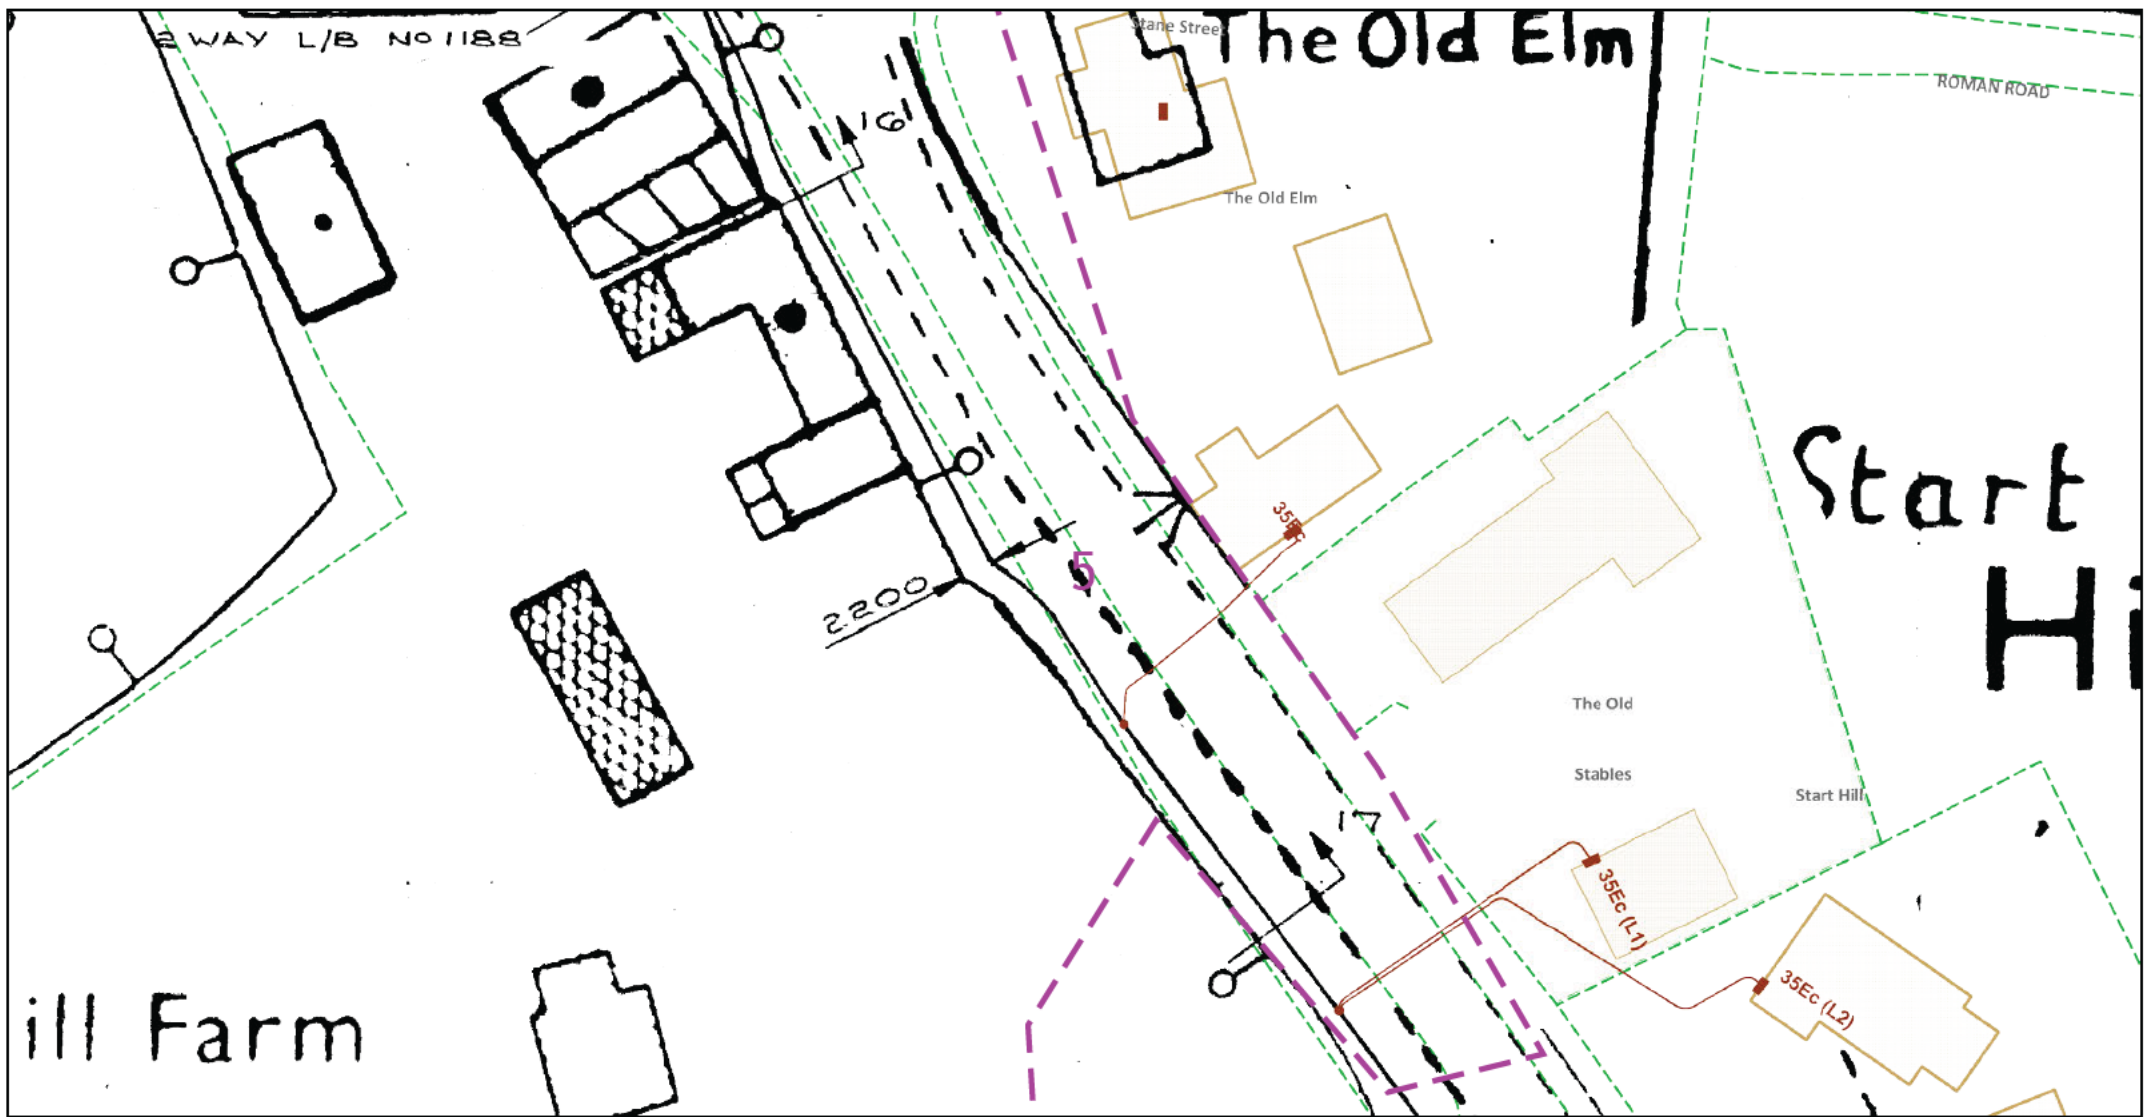 Stane Street
The Old Elm
2 WAY L/B NO 1188
ROMAN ROAD
16
The Old Elm
Start
35Ec
5
2200
Hi
The Old
Stables
Start Hill
17
35Ec (L1)
35Ec (L2)
ill Farm